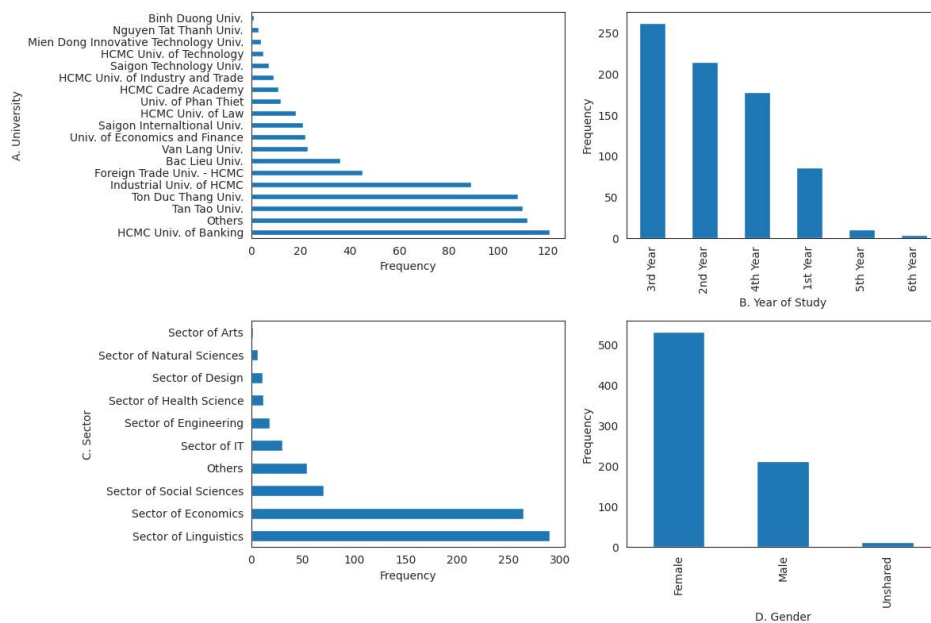 Binh Duong Univ.
Nguyen Tat Thanh Univ.
Mien Dong Innovative Technology Univ.
HCMC Univ. of Technology
Saigon Technology Univ.
HCMC Univ. of Industry and Trade
HCMC Cadre Academy
Univ. of Phan Thiet
HCMC Univ. of Law
Saigon Internaltional Univ.
Univ. of Economics and Finance
Van Lang Univ.
Bac Lieu Univ.
Foreign Trade Univ. - HCMC
Industrial Univ. of HCMC
Ton Duc Thang Univ.
Tan Tao Univ.
Others
HCMC Univ. of Banking
A. University
0 20 40 60 80 100 120
Frequency
250
200
150
100
50
0
Frequency
3rd Year
2nd Year
4th Year
1st Year
5th Year
6th Year
B. Year of Study
Sector of Arts
Sector of Natural Sciences
Sector of Design
Sector of Health Science
Sector of Engineering
Sector of IT
Others
Sector of Social Sciences
Sector of Economics
Sector of Linguistics
C. Sector
0 50 100 150 200 250 300
Frequency
500
400
300
200
100
0
Frequency
Female
Male
Unshared
D. Gender